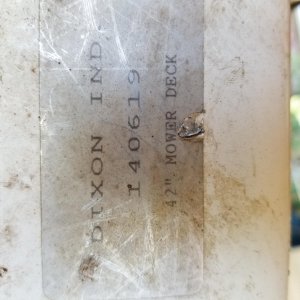 DIXON IND.
140619
42" MOWER DECK